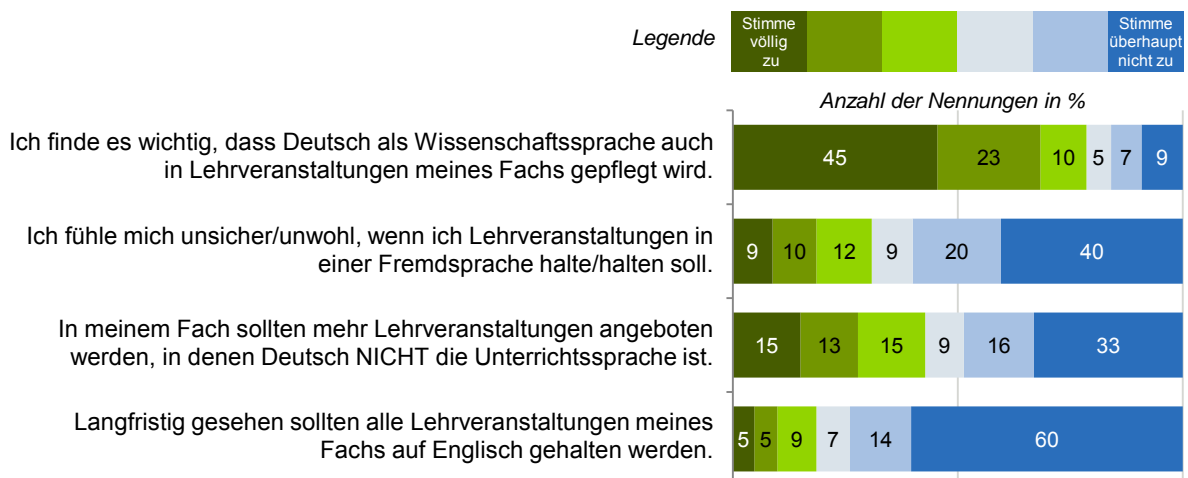 Legende
Stimme
völlig
zu
Stimme
überhaupt
nicht zu
Anzahl der Nennungen in %
Ich finde es wichtig, dass Deutsch als Wissenschaftssprache auch
in Lehrveranstaltungen meines Fachs gepflegt wird.
45 23 10 5 7 9
Ich fühle mich unsicher/unwohl, wenn ich Lehrveranstaltungen in
einer Fremdsprache halte/halten soll.
9 10 12 9 20 40
In meinem Fach sollten mehr Lehrveranstaltungen angeboten
werden, in denen Deutsch NICHT die Unterrichtssprache ist.
15 13 15 9 16 33
Langfristig gesehen sollten alle Lehrveranstaltungen meines
Fachs auf Englisch gehalten werden.
5 5 9 7 14 60